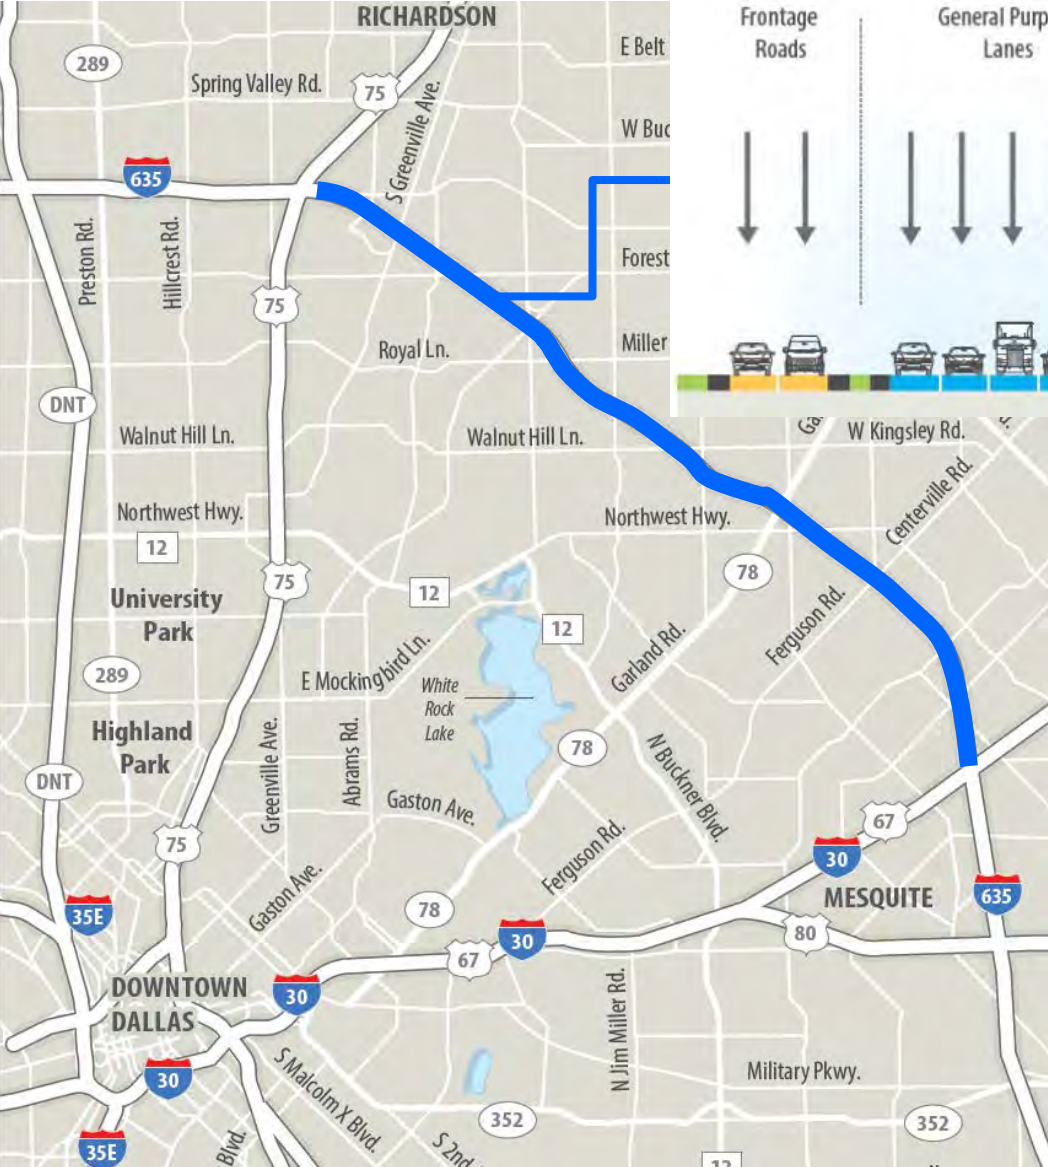 RICHARDSON
Frontage
Roads
General Purp
Lanes
289
E Belt
Spring Valley Rd.
75
W Buc
S Greenville Ave.
635
Preston Rd.
Hillcrest Rd.
Forest
75
Miller
Royal Ln.
DNT
Walnut Hill Ln.
Walnut Hill Ln.
Ga
W Kingsley Rd.
Centerville Rd.
Northwest Hwy.
12
Northwest Hwy.
75
12
78
University
Park
12
Ferguson Rd.
289
E Mockingbird Ln.
Garland Rd.
White
Rock
Lake
Highland
Park
78
N Buckner Blvd.
Greenville Ave.
Abrams Rd.
DNT
Gaston Ave.
67
75
30
Ferguson Rd.
Gaston Ave.
MESQUITE
635
35E
78
80
30
67
DOWNTOWN
DALLAS
30
N Jim Miller Rd.
30
S Malcolm X Blvd.
Military Pkwy.
352
352
35E
Blvd.
S 2nd
12